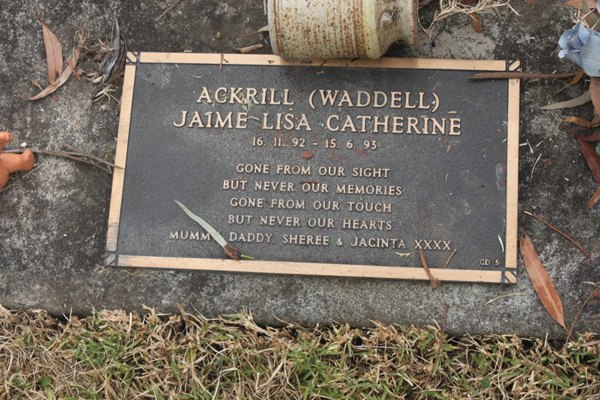 ACKRILL (WADDELL)
JAIME LISA CATHERINE
16. 11. 92 - 15. 6. 93
GONE FROM OUR SIGHT
BUT NEVER OUR MEMORIES
GONE FROM OUR TOUCH
BUT NEVER OUR HEARTS
MUMMY DADDY SHEREE & JACINTA XXXX
CD 5